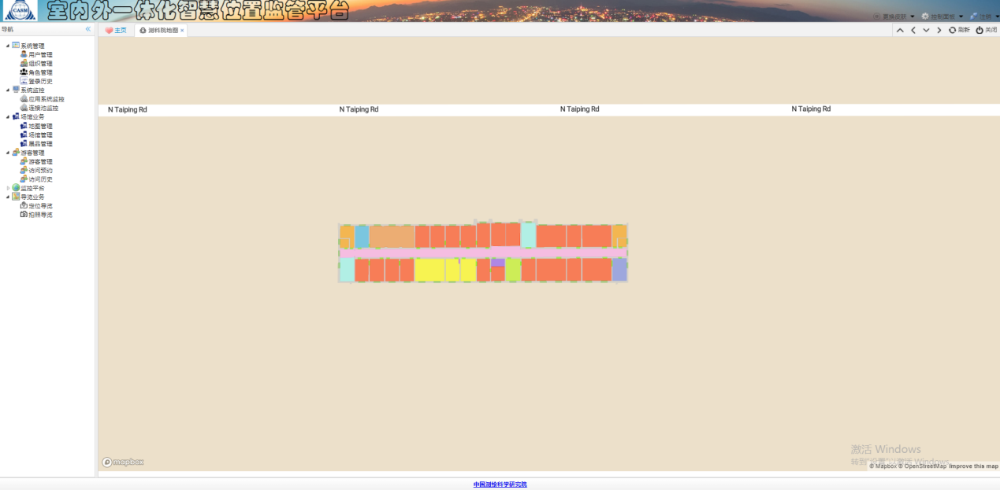 CASM
室内外一体化智慧位置监管平台
更换皮肤 控制面板 注销
导航
主页 测科院地图
刷新 关闭
系统管理
用户管理
组织管理
角色管理
登录历史
系统监控
应用系统监控
连接池监控
场馆业务
地图管理
场馆管理
展品管理
游客管理
游客管理
访问预约
访问历史
监控平台
导览业务
定位导览
拍照导览
N Taiping Rd N Taiping Rd N Taiping Rd N Taiping Rd
mapbox
激活 Windows
转到"设置"以激活 Windows。
© Mapbox © OpenStreetMap Improve this map
中国测绘科学研究院